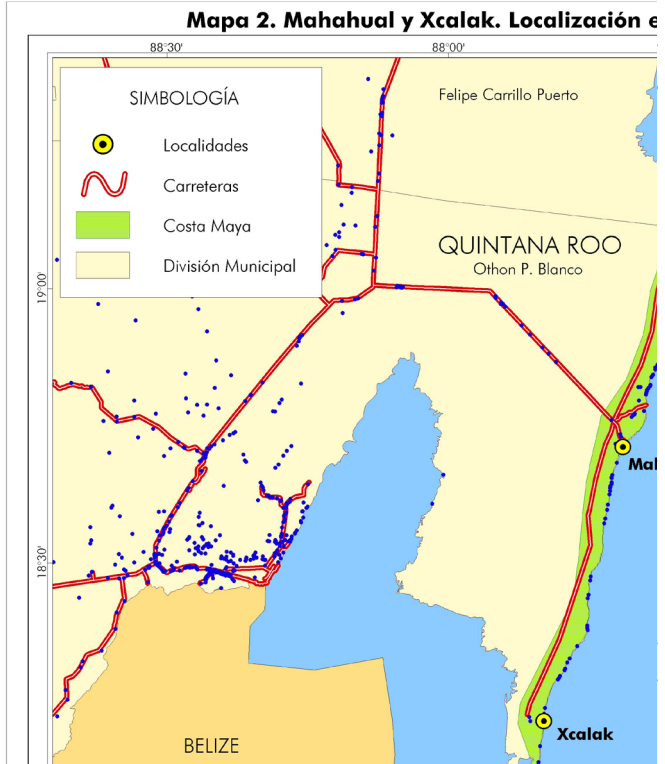 Mapa 2. Mahahual y Xcalak. Localización e
88°30'
88°00'
SIMBOLOGÍA
Localidades
Carreteras
Costa Maya
División Municipal
Felipe Carrillo Puerto
QUINTANA ROO
Othon P. Blanco
19°00'
Mah
18°30'
Xcalak
BELIZE